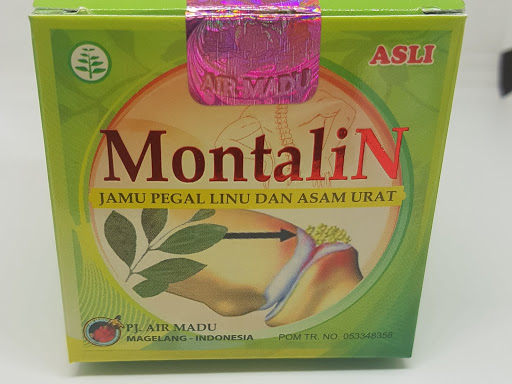 AIR MADU
ASLI
MontaliN
JAMU PEGAL LINU DAN ASAM URAT
PJ. AIR MADU
MAGELANG - INDONESIA
POM TR. NO. 053348358